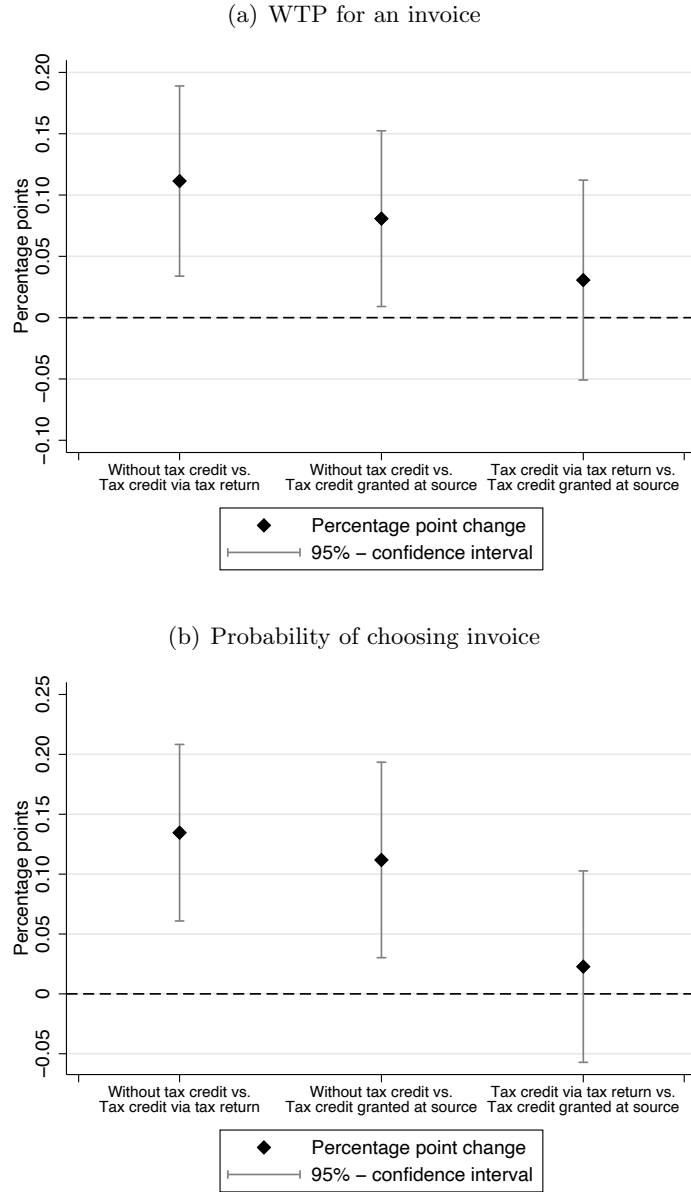 (a) WTP for an invoice
Percentage points
0.20
0.15
0.10
0.05
0
−0.05
−0.10
Without tax credit vs.
Tax credit via tax return
Without tax credit vs.
Tax credit granted at source
Tax credit via tax return vs.
Tax credit granted at source
Percentage point change
95% − confidence interval
(b) Probability of choosing invoice
Percentage points
0.25
0.20
0.15
0.10
0.05
0
−0.05
Without tax credit vs.
Tax credit via tax return
Without tax credit vs.
Tax credit granted at source
Tax credit via tax return vs.
Tax credit granted at source
Percentage point change
95% − confidence interval